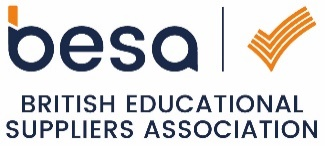 besa
BRITISH EDUCATIONAL
SUPPLIERS ASSOCIATION